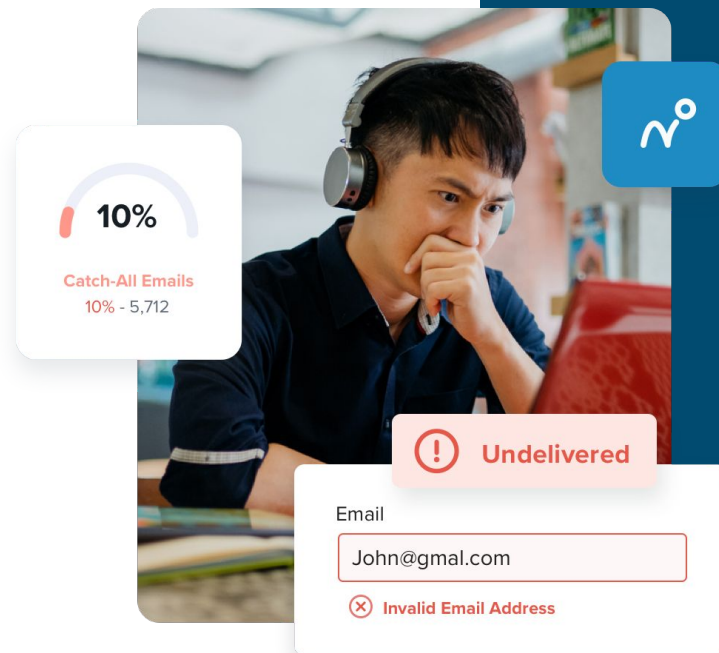 10%
Catch-All Emails
10% - 5,712
Undelivered
Email
John@gmal.com
Invalid Email Address